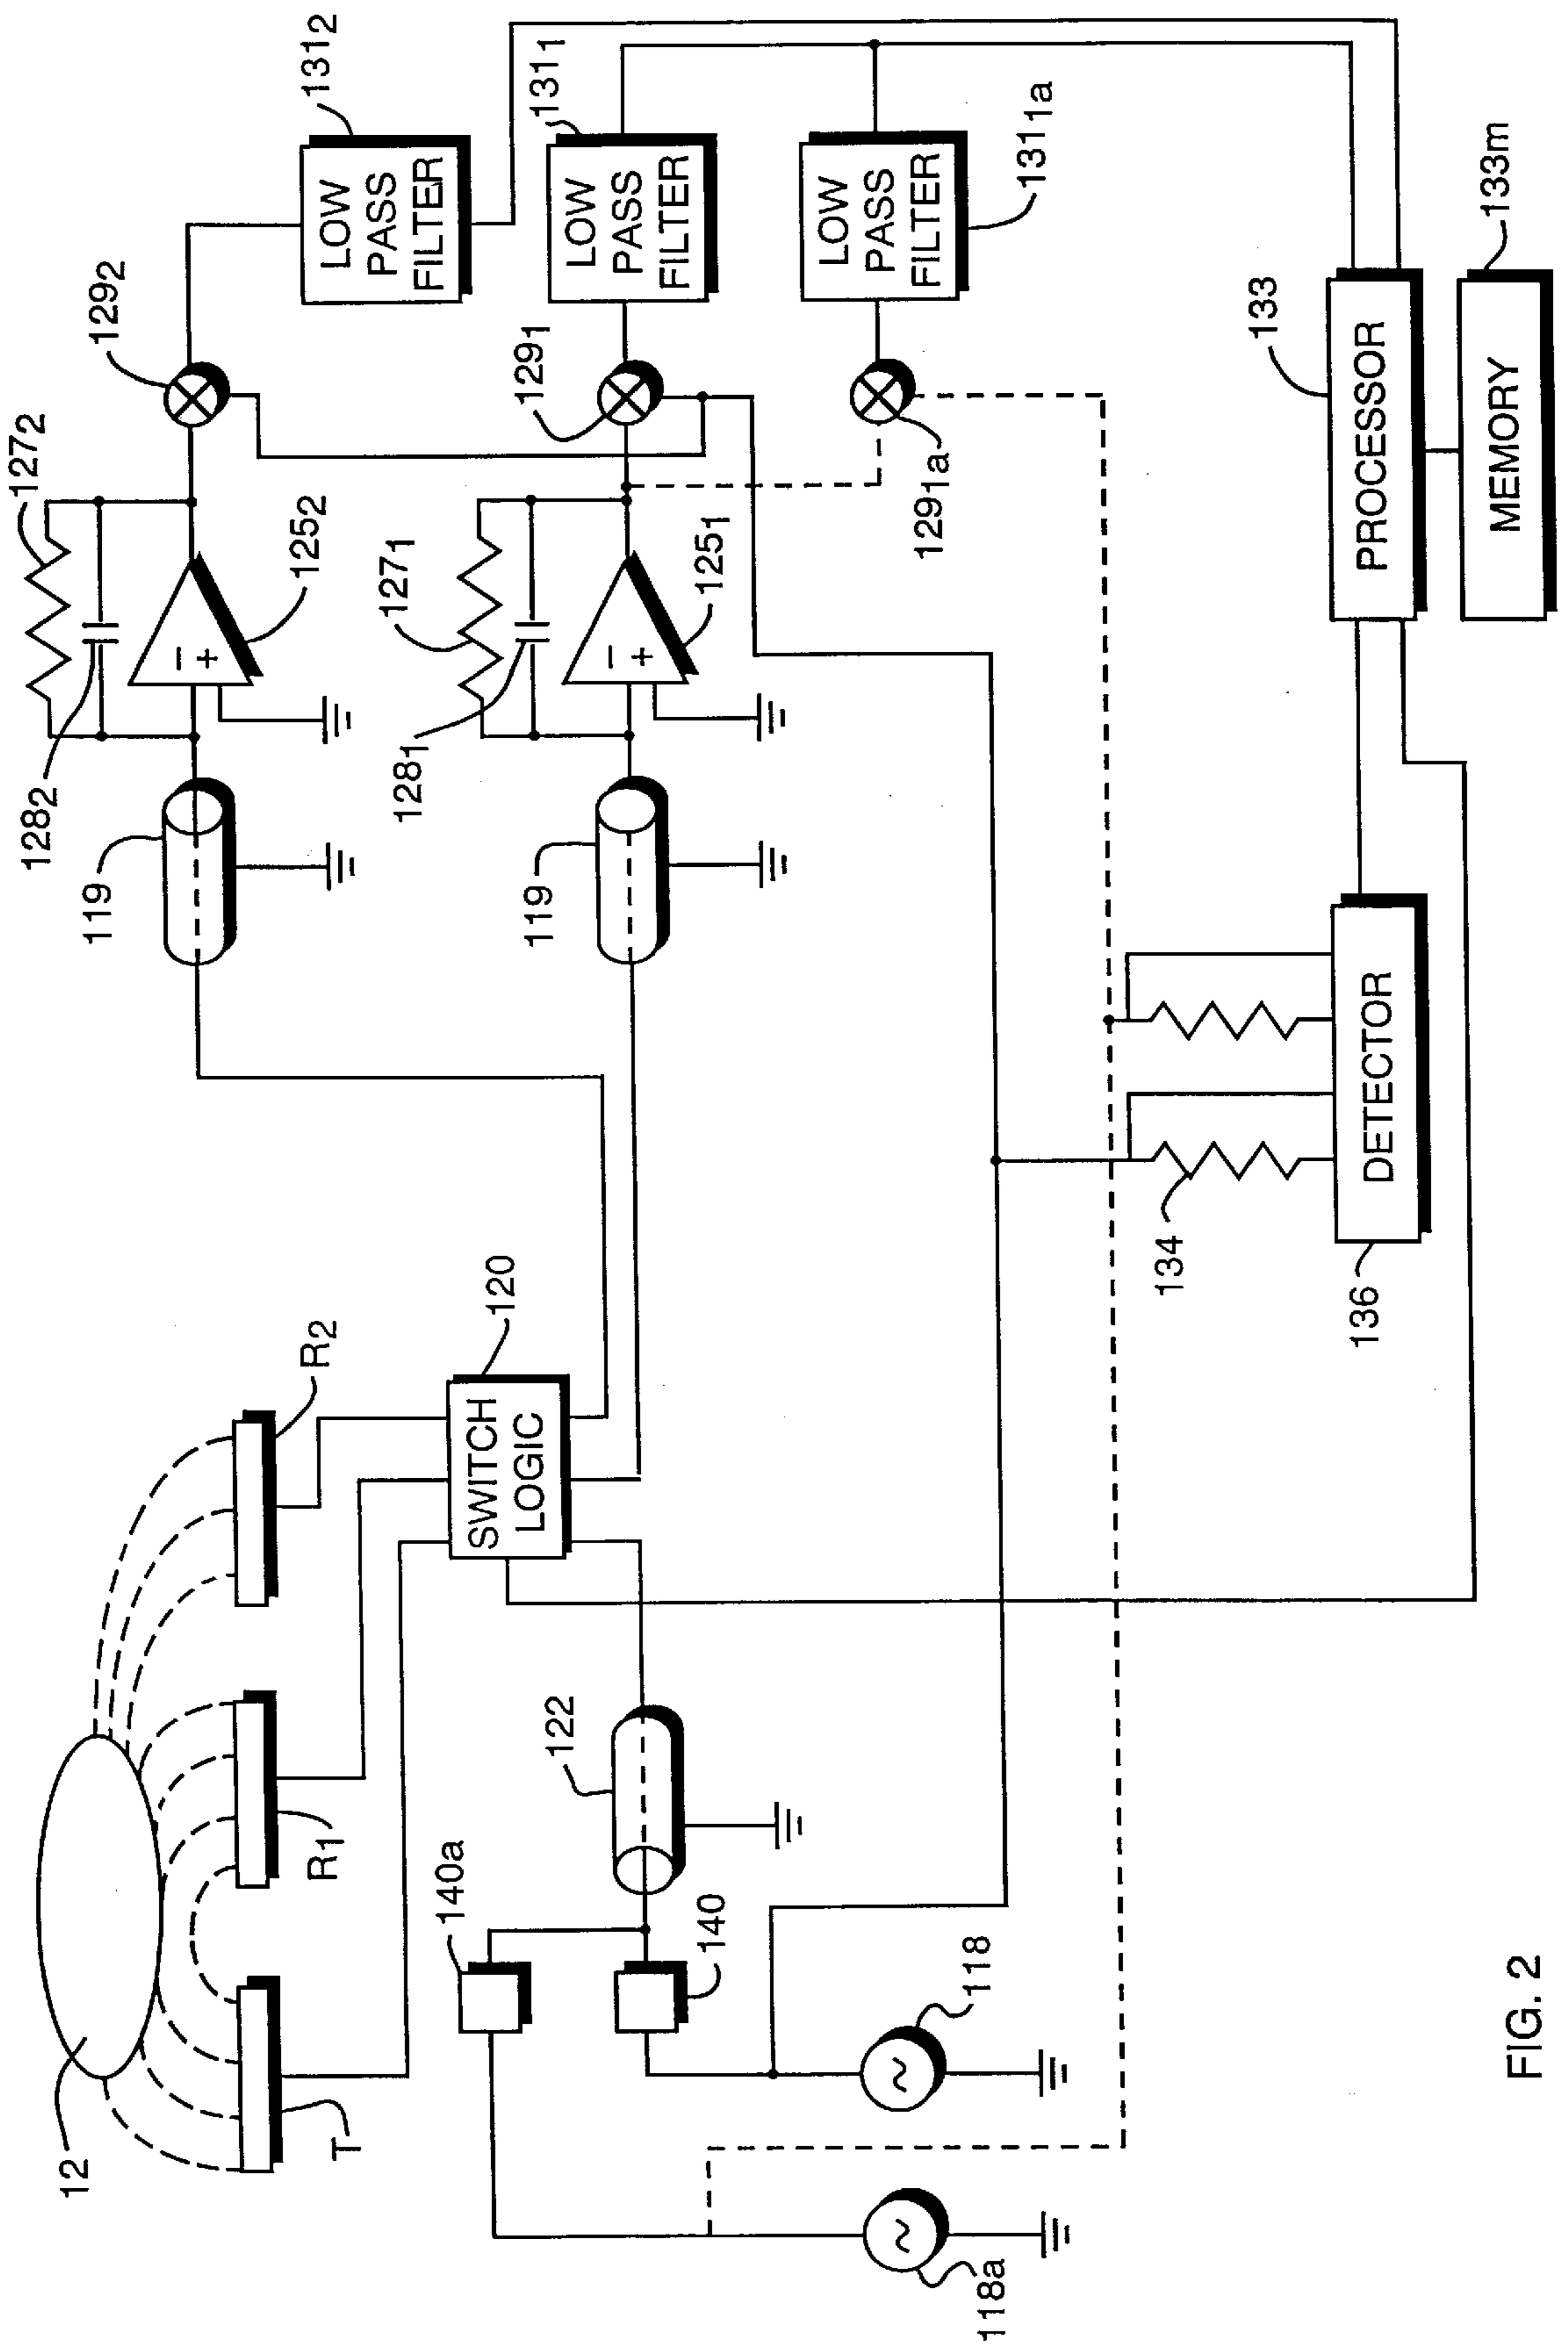 127₂
128₂
119
125₂
129₂
131₂
LOW
PASS
FILTER
127₁
128₁
119
125₁
129₁
131₁
LOW
PASS
FILTER
129₁ₐ
131₁ₐ
LOW
PASS
FILTER
12
T
R₁
R₂
120
SWITCH
LOGIC
140a
140
122
118
118a
134
136
DETECTOR
133
PROCESSOR
133m
MEMORY
− +
− +
FIG. 2